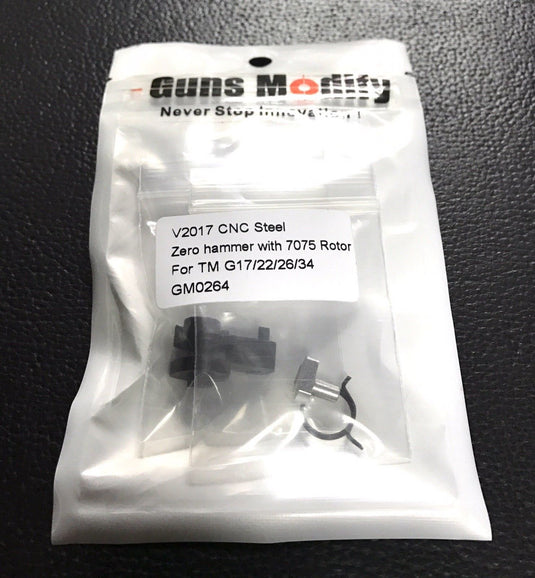 Guns Modify
Never Stop Innovation!
V2017 CNC Steel
Zero hammer with 7075 Rotor
For TM G17/22/26/34
GM0264